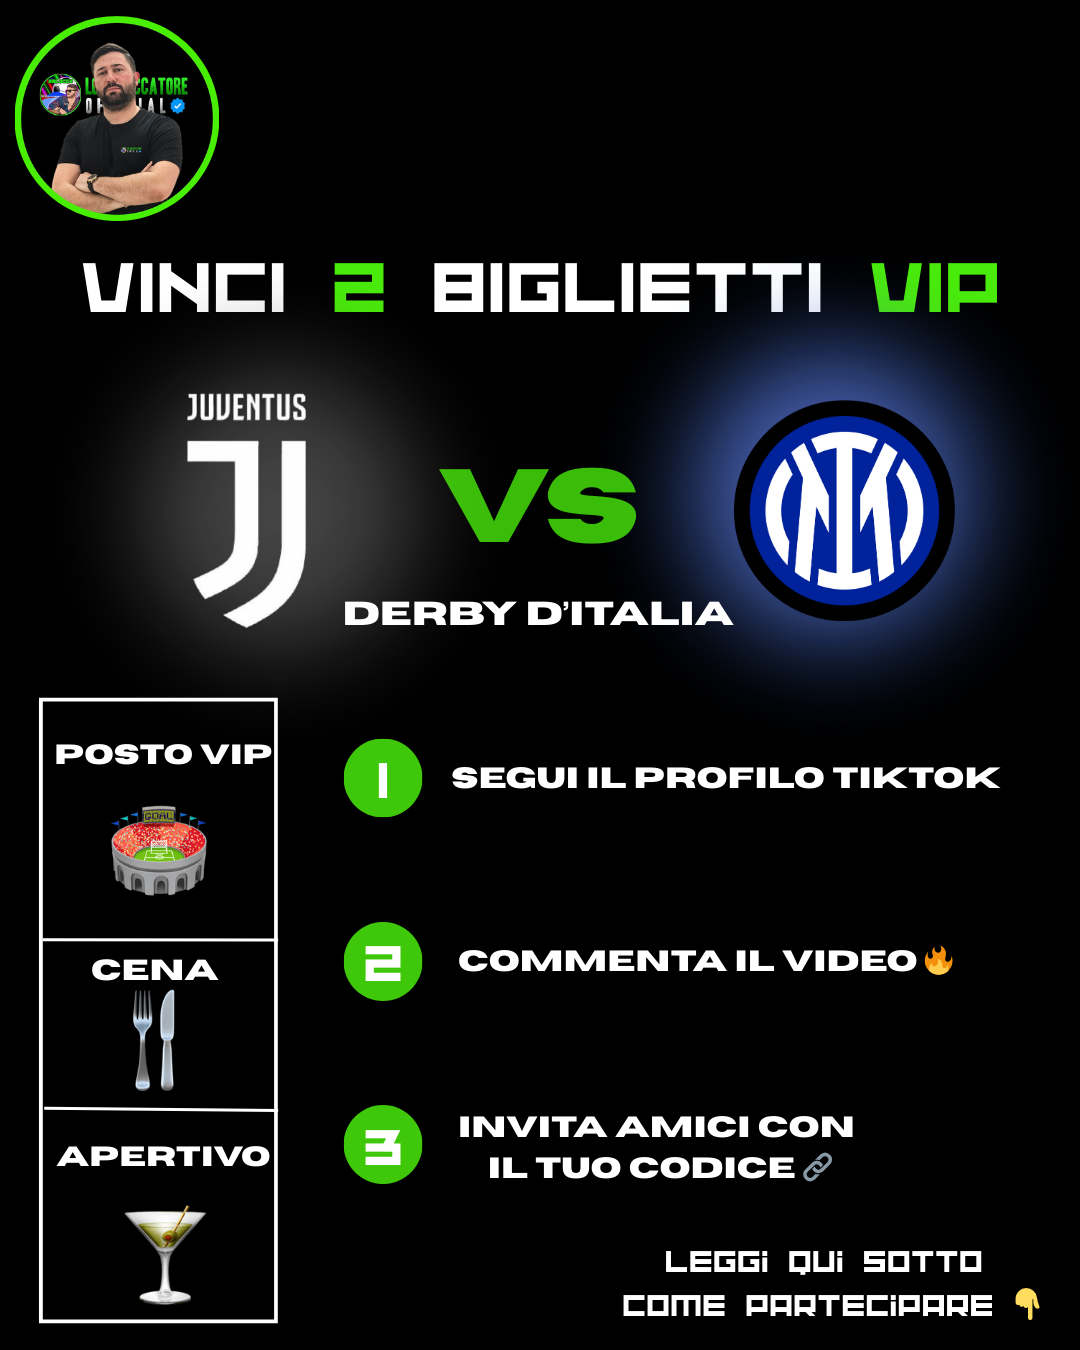 CCATORE
VINCI 2 BIGLIETTI VIP
JUVENTUS
VS
DERBY D'ITALIA
POSTO VIP
GOAL
CENA
APERTIVO
1 SEGUI IL PROFILO TIKTOK
2 COMMENTA IL VIDEO🔥
3 INVITA AMICI CON
IL TUO CODICE🔗
LEGGi QUi SOTTO
COME PARTECiPARE 👇